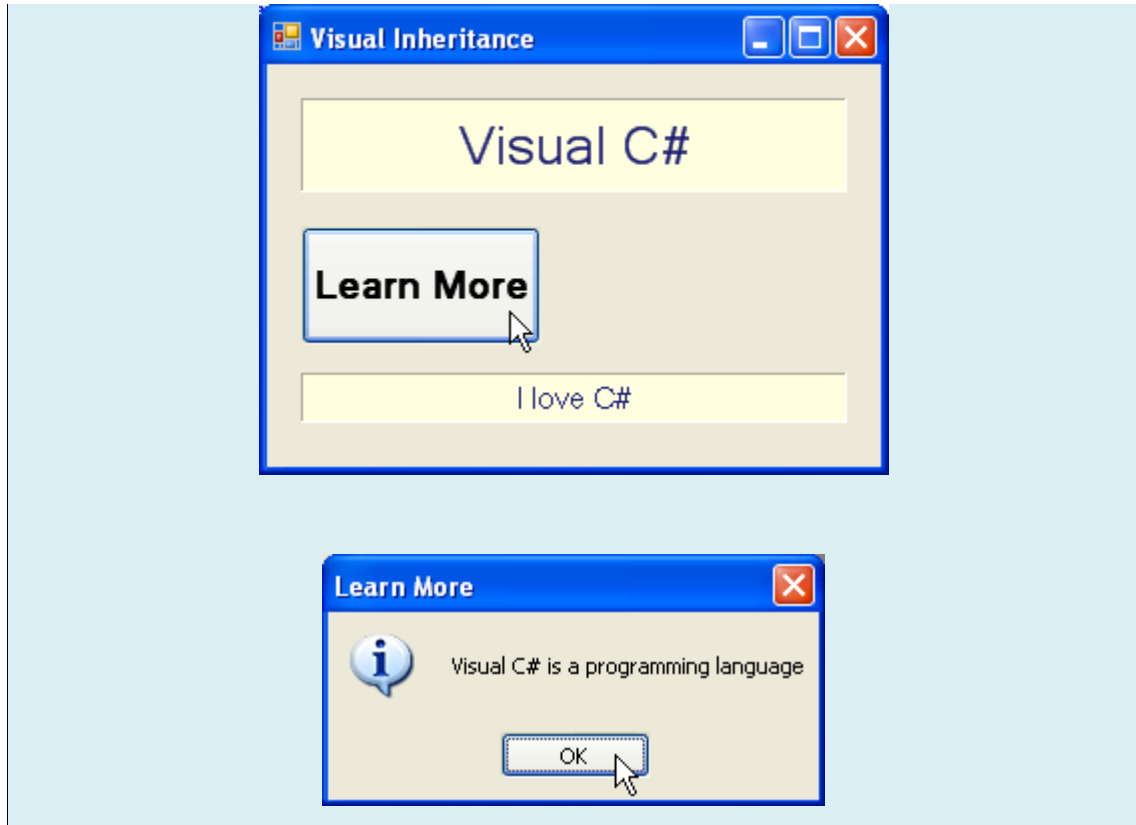 Visual Inheritance
Visual C#
Learn More
I love C#
Learn More
Visual C# is a programming language
OK